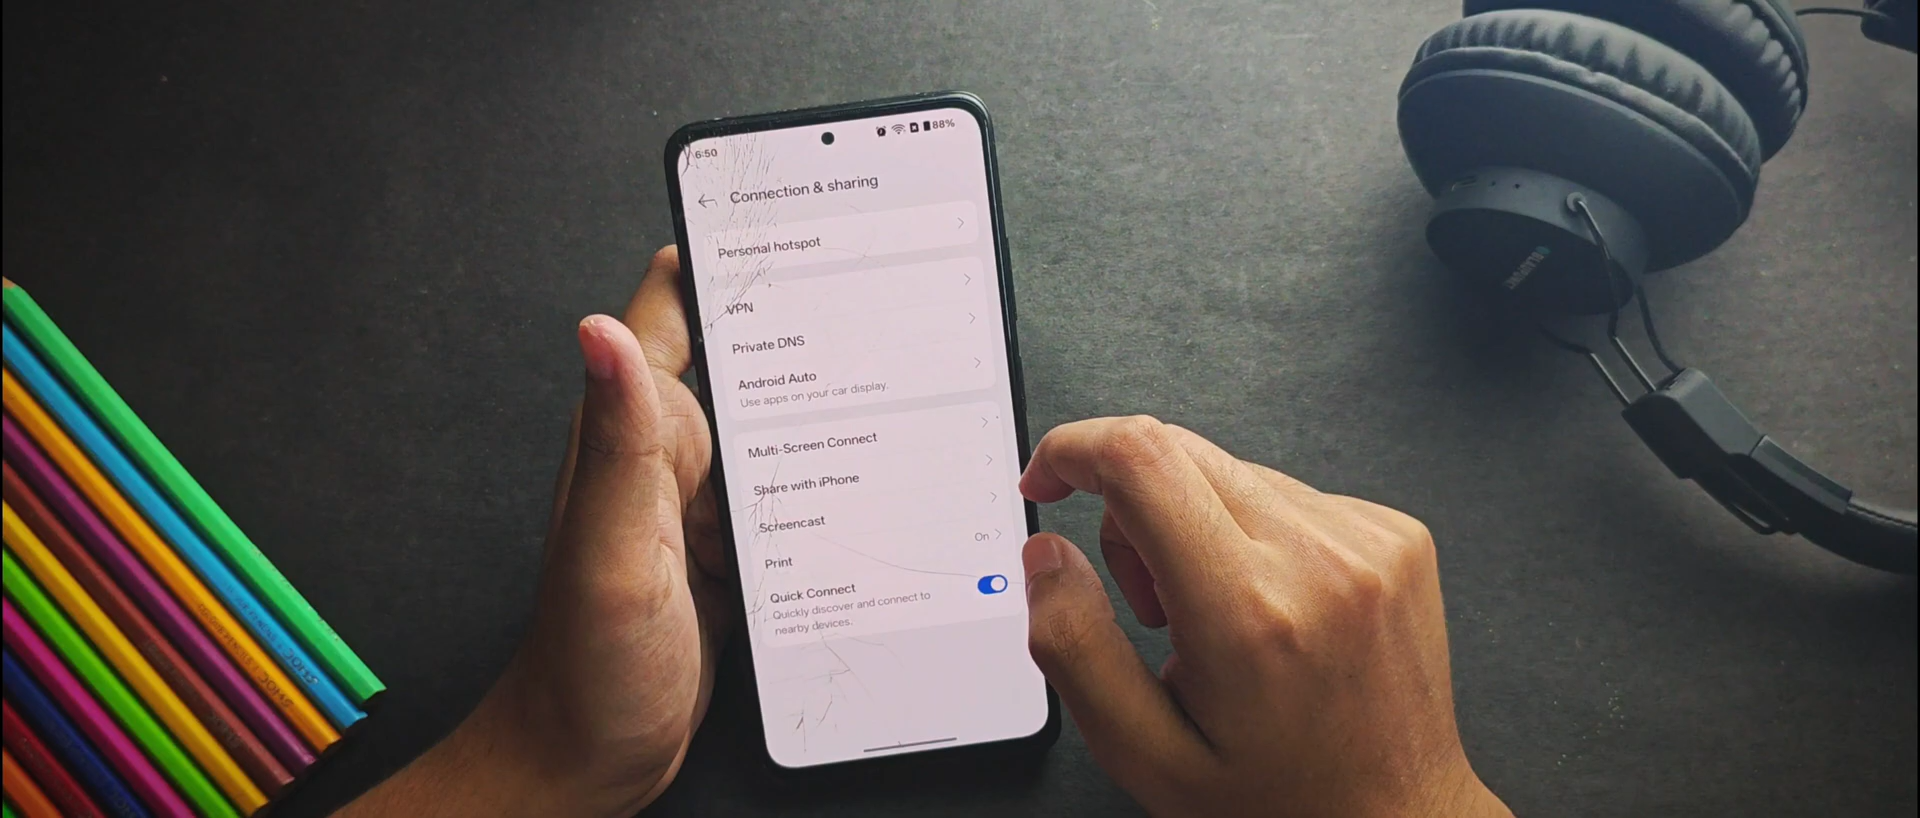 6:50
88%
Connection & sharing
Personal hotspot
VPN
Private DNS
Android Auto
Use apps on your car display.
Multi-Screen Connect
Share with iPhone
Screencast
Print
On
Quick Connect
Quickly discover and connect to
nearby devices.